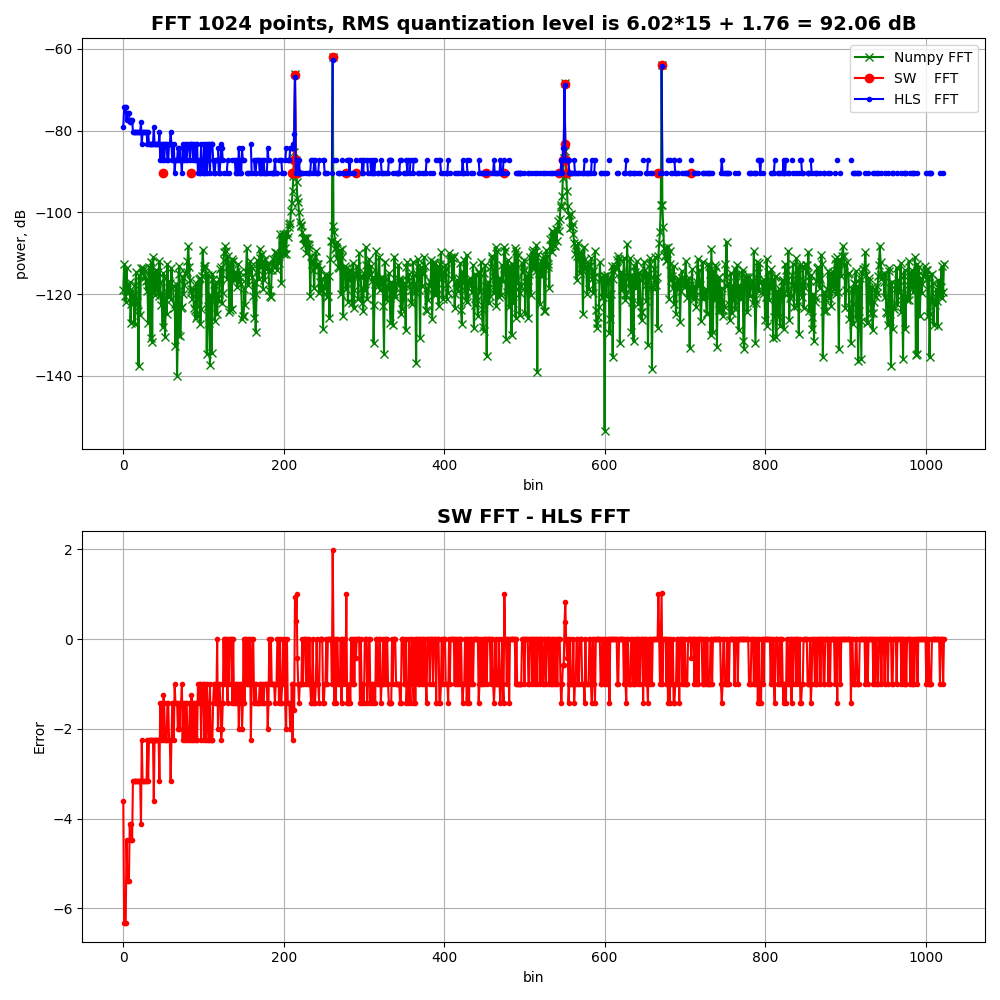 FFT 1024 points, RMS quantization level is 6.02*15 + 1.76 = 92.06 dB
−60
−80
−100
−120
−140
power, dB
Numpy FFT
SW FFT
HLS FFT
0 200 400 600 800 1000
bin
SW FFT - HLS FFT
2
0
−2
−4
−6
Error
0 200 400 600 800 1000
bin